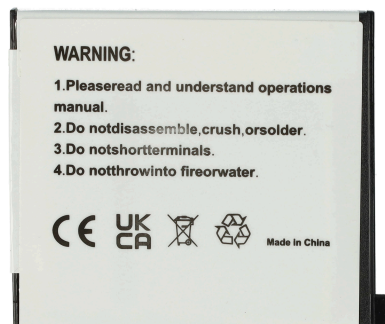 WARNING:
1.Pleaseread and understand operations
manual.
2.Do notdisassemble,crush,orsolder.
3.Do notshortterminals.
4.Do notthrowinto fireorwater.
CE UK
CA Made in China